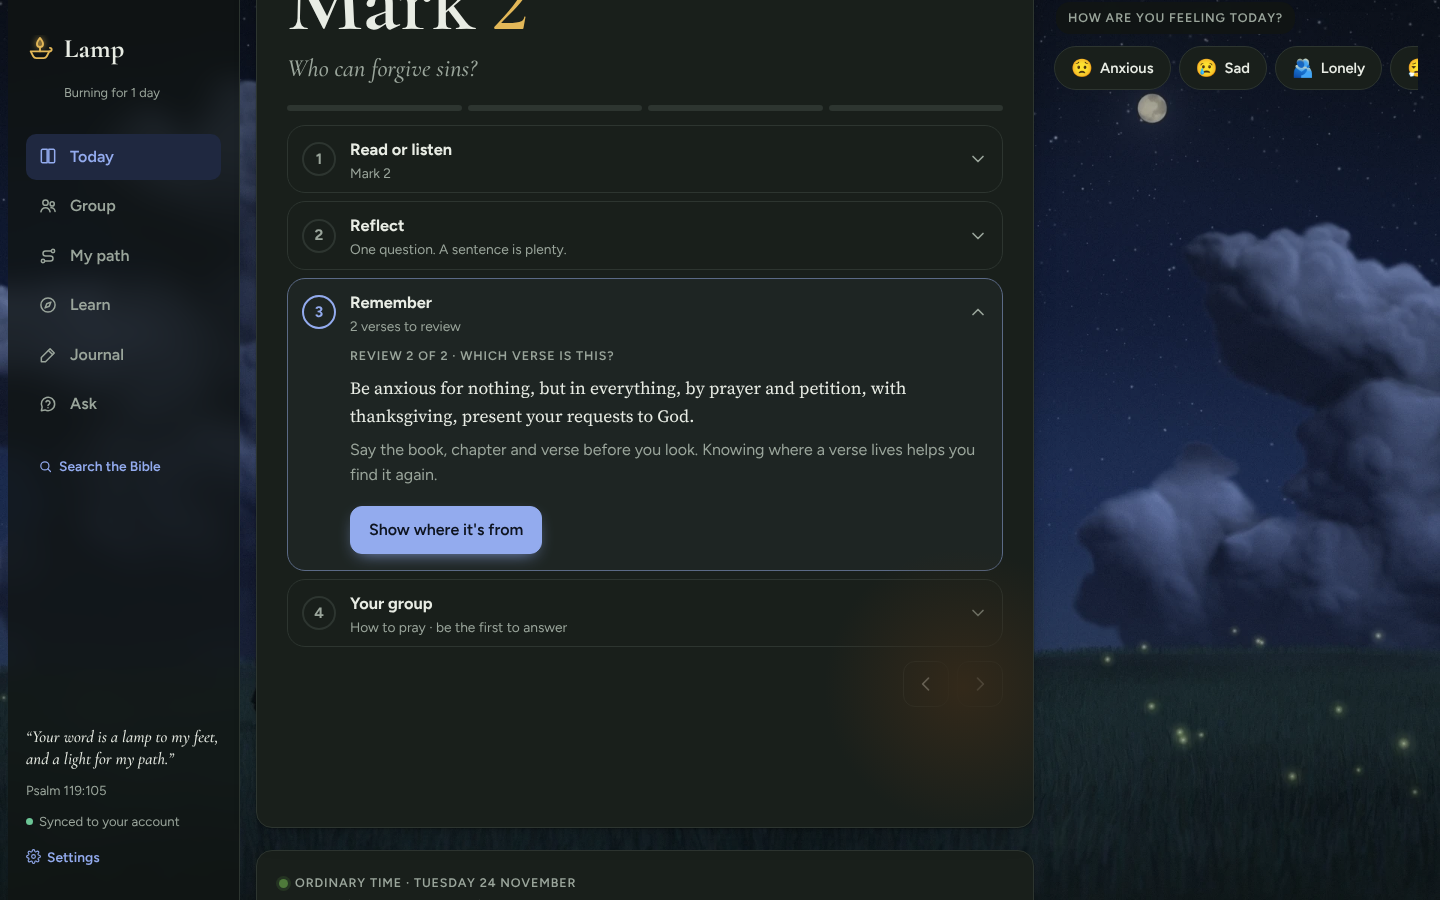 Lamp
Burning for 1 day
Today
Group
My path
Learn
Journal
Ask
Search the Bible
“Your word is a lamp to my feet,
and a light for my path.”
Psalm 119:105
Synced to your account
Settings
Mark 2
Who can forgive sins?
1
Read or listen
Mark 2
2
Reflect
One question. A sentence is plenty.
3
Remember
2 verses to review
REVIEW 2 OF 2 · WHICH VERSE IS THIS?
Be anxious for nothing, but in everything, by prayer and petition, with
thanksgiving, present your requests to God.
Say the book, chapter and verse before you look. Knowing where a verse lives helps you
find it again.
Show where it's from
4
Your group
How to pray · be the first to answer
ORDINARY TIME · TUESDAY 24 NOVEMBER
HOW ARE YOU FEELING TODAY?
Anxious
Sad
Lonely